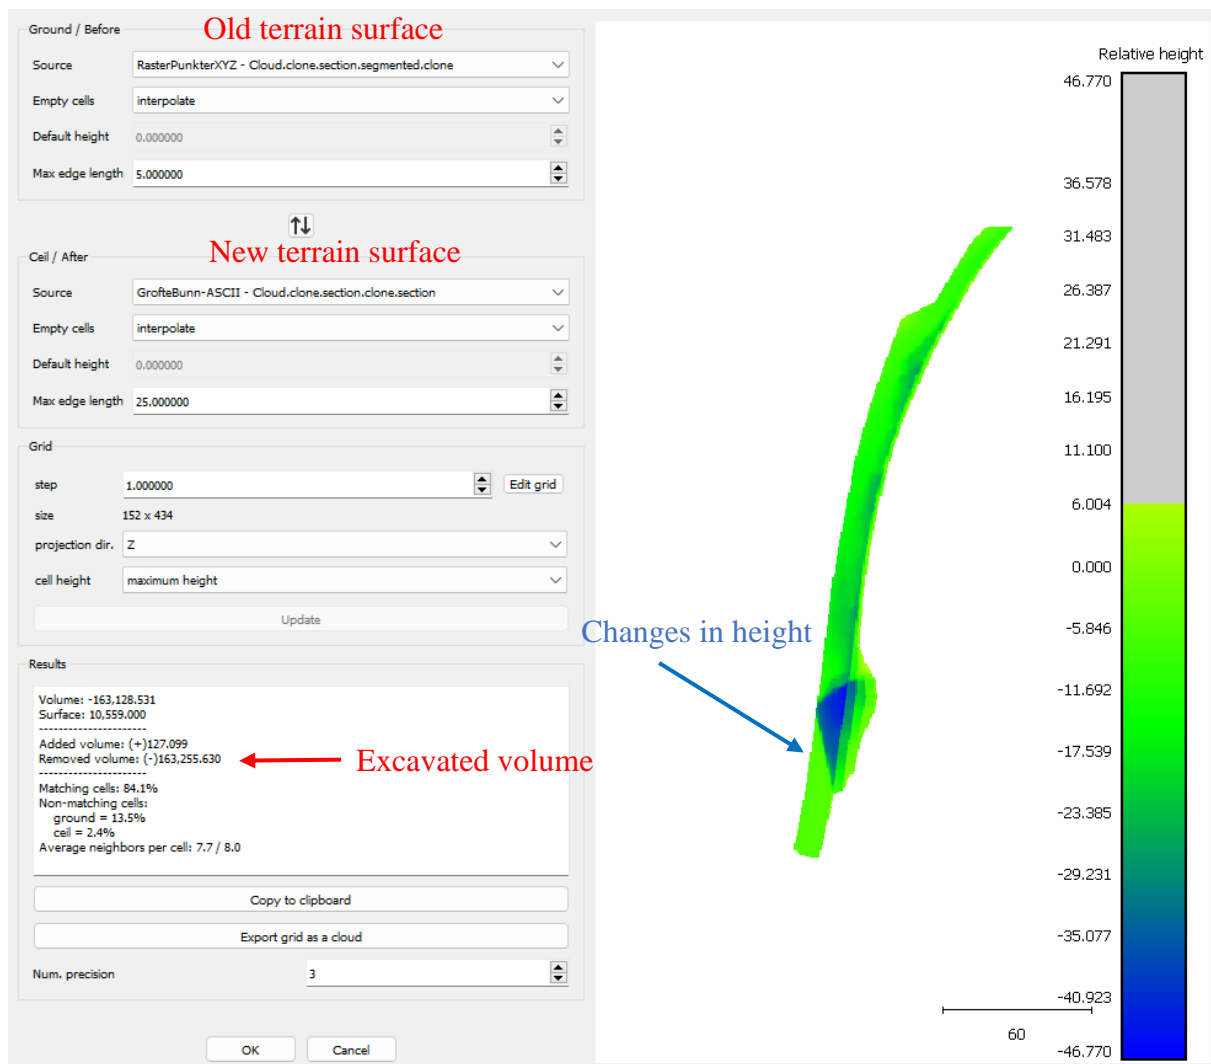 Ground / Before
Old terrain surface
Source
RasterPunkterXYZ - Cloud.clone.section.segmented.clone
Empty cells
interpolate
Default height
0.000000
Max edge length
5.000000
New terrain surface
Ceil / After
Source
GrofteBunn-ASCII - Cloud.clone.section.clone.section
Empty cells
interpolate
Default height
0.000000
Max edge length
25.000000
Grid
step
1.000000
Edit grid
size
152 x 434
projection dir.
Z
cell height
maximum height
Update
Results
Volume: -163,128.531
Surface: 10,559.000
----------------------
Added volume: (+)127.099
Removed volume: (-)163,255.630
----------------------
Matching cells: 84.1%
Non-matching cells:
ground = 13.5%
ceil = 2.4%
Average neighbors per cell: 7.7 / 8.0
Excavated volume
Copy to clipboard
Export grid as a cloud
Num. precision
3
OK
Cancel
Changes in height
Relative height
46.770
36.578
31.483
26.387
21.291
16.195
11.100
6.004
0.000
-5.846
-11.692
-17.539
-23.385
-29.231
-35.077
-40.923
-46.770
60